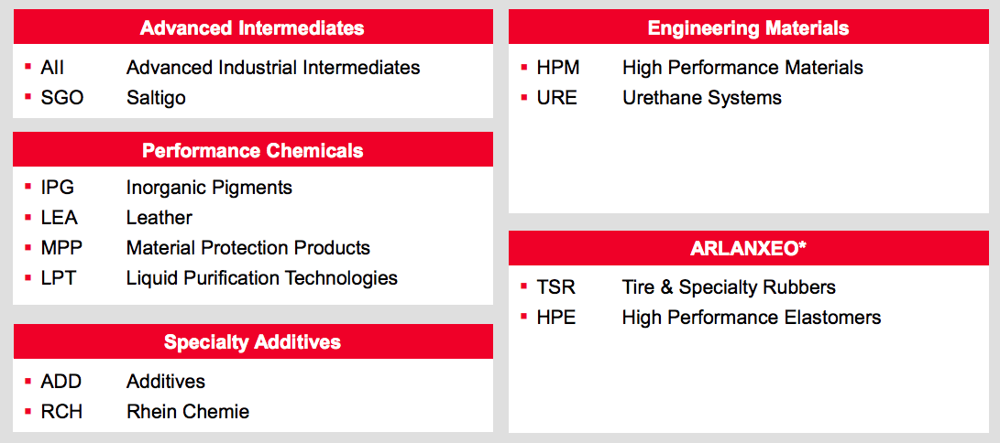 Advanced Intermediates
AII Advanced Industrial Intermediates
SGO Saltigo
Performance Chemicals
IPG Inorganic Pigments
LEA Leather
MPP Material Protection Products
LPT Liquid Purification Technologies
Specialty Additives
ADD Additives
RCH Rhein Chemie
Engineering Materials
HPM High Performance Materials
URE Urethane Systems
ARLANXEO*
TSR Tire & Specialty Rubbers
HPE High Performance Elastomers